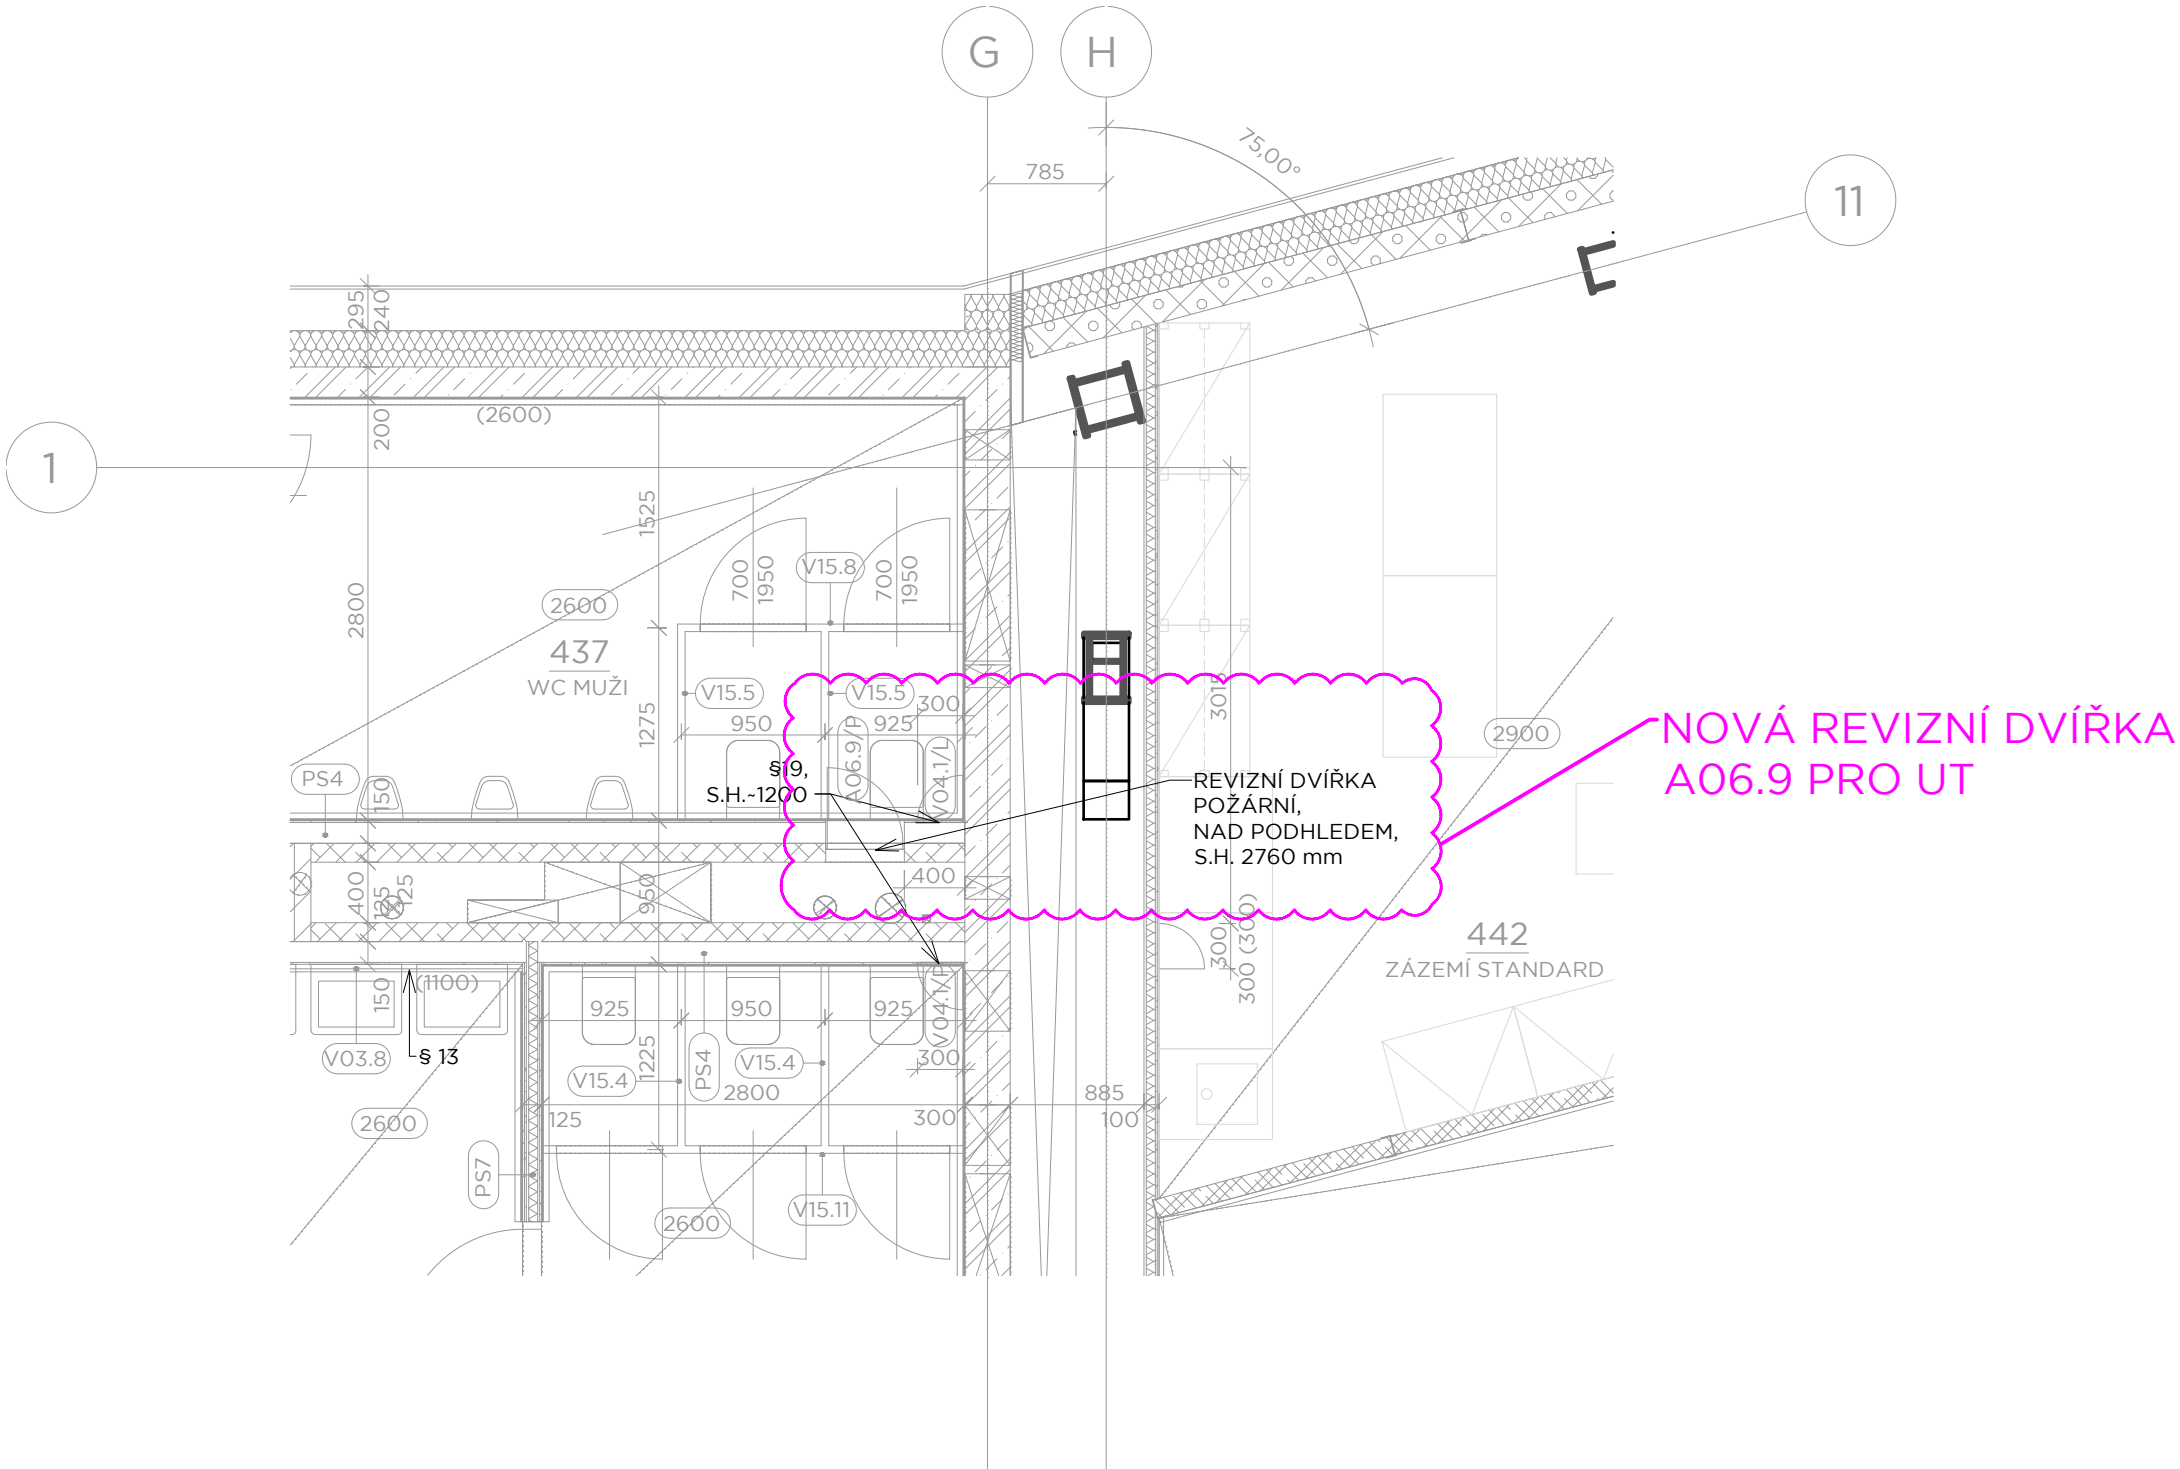 G
H
785
75,00°
11
295
240
200
(2600)
1
1525
2800
700
1950
V15.8
700
1950
2600
437
WC MUŽI
V15.5
V15.5
300
3015
1275
950
925
A06.9/P
V04.1/L
2900
NOVÁ REVIZNÍ DVÍŘKA
A06.9 PRO UT
PS4
150
§19,
S.H.~1200
REVIZNÍ DVÍŘKA
POŽÁRNÍ,
NAD PODHLEDEM,
S.H. 2760 mm
400
125
125
950
400
300
300 (300)
442
ZÁZEMÍ STANDARD
150
(1100)
V03.8
§ 13
925
950
925
V04.1/P
1225
PS4
V15.4
V15.4
300
2800
885
125
300
100
2600
PS7
2600
V15.11